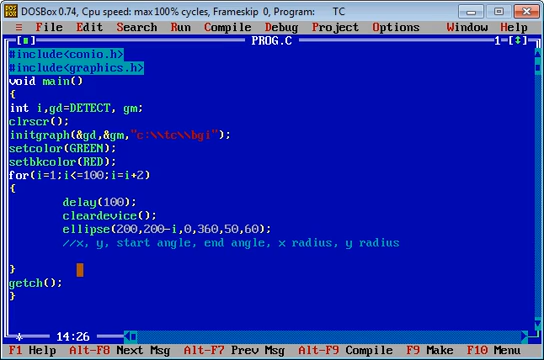 DOSBox 0.74, Cpu speed: max 100% cycles, Frameskip 0, Program: TC
≡ File Edit Search Run Compile Debug Project Options Window Help
[■] PROG.C 1=[↕]
#include<conio.h>
#include<graphics.h>
void main()
{
int i,gd=DETECT, gm;
clrscr();
initgraph(&gd,&gm,"c:\\tc\\bgi");
setcolor(GREEN);
setbkcolor(RED);
for(i=1;i<=100;i=i+2)
{
delay(100);
cleardevice();
ellipse(200,200-i,0,360,50,60);
//x, y, start angle, end angle, x radius, y radius
}
getch();
}
* 14:26
F1 Help Alt-F8 Next Msg Alt-F7 Prev Msg Alt-F9 Compile F9 Make F10 Menu